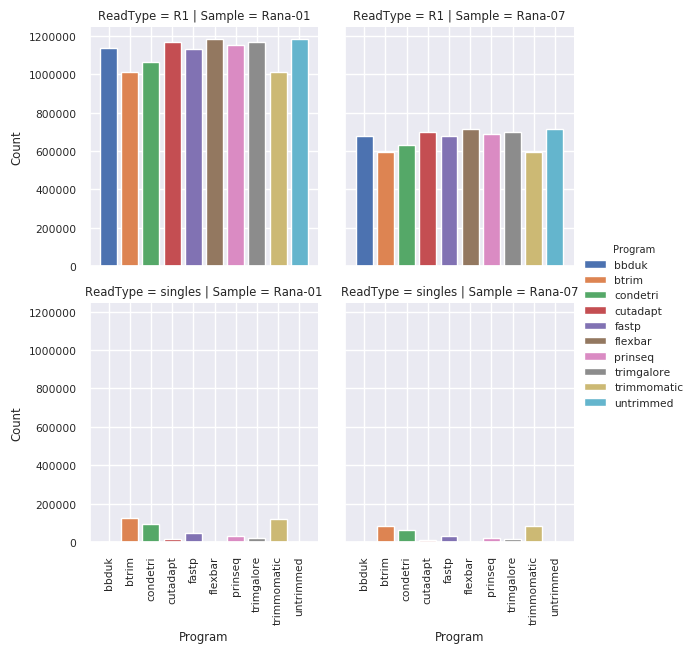 ReadType = R1 | Sample = Rana-01
ReadType = R1 | Sample = Rana-07
1200000
1000000
800000
600000
400000
200000
0
Count
ReadType = singles | Sample = Rana-01
ReadType = singles | Sample = Rana-07
1200000
1000000
800000
600000
400000
200000
0
Count
bbduk
btrim
condetri
cutadapt
fastp
flexbar
prinseq
trimgalore
trimmomatic
untrimmed
Program
bbduk
btrim
condetri
cutadapt
fastp
flexbar
prinseq
trimgalore
trimmomatic
untrimmed
Program
Program
bbduk
btrim
condetri
cutadapt
fastp
flexbar
prinseq
trimgalore
trimmomatic
untrimmed